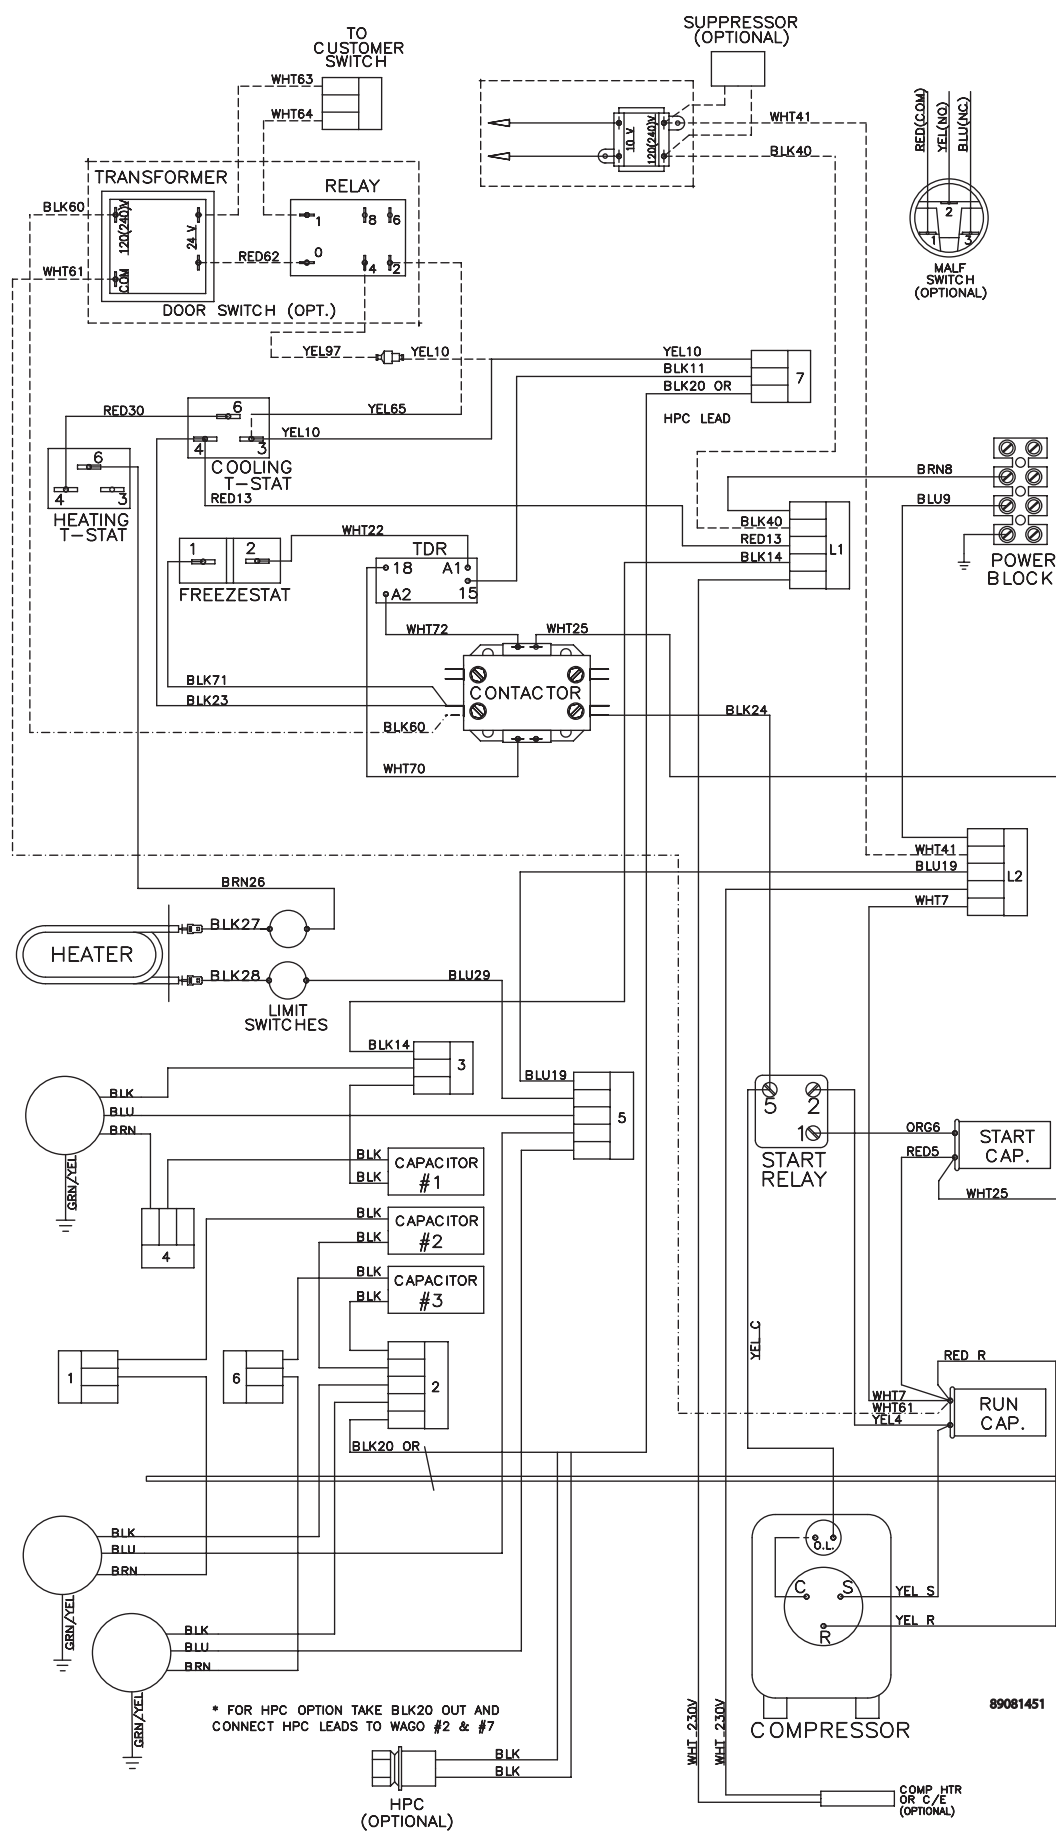 TO
CUSTOMER
SWITCH
WHT63
WHT64
SUPPRESSOR
(OPTIONAL)
10 V
120(240)V
WHT41
BLK40
RED(COM)
YEL(NO)
BLU(NC)
1
2
3
MALF
SWITCH
(OPTIONAL)
TRANSFORMER
RELAY
BLK60
120(240)V
24 V
1
8
6
RED62
0
4
2
WHT61
COM
DOOR SWITCH (OPT.)
YEL97
YEL10
YEL10
BLK11
BLK20 OR
7
HPC LEAD
RED30
6
YEL65
4
3
YEL10
COOLING
T-STAT
6
4
3
HEATING
T-STAT
RED13
BRN8
BLU9
POWER
BLOCK
BLK40
RED13
BLK14
L1
WHT22
1
2
FREEZESTAT
TDR
18
A1
15
A2
WHT72
WHT25
CONTACTOR
BLK71
BLK23
BLK60
BLK24
WHT70
WHT41
BLU19
L2
WHT7
BRN26
BLK27
HEATER
BLK28
BLU29
LIMIT
SWITCHES
BLK14
3
BLU19
5
BLK
BLU
BRN
GRN/YEL
5
2
1
START
RELAY
ORG6
RED5
START
CAP.
WHT25
BLK
BLK
CAPACITOR
#1
BLK
BLK
CAPACITOR
#2
BLK
BLK
CAPACITOR
#3
4
1
6
2
BLK20 OR
YEL C
RED R
WHT7
WHT61
YEL4
RUN
CAP.
BLK
BLU
BRN
GRN/YEL
BLK
BLU
BRN
GRN/YEL
O.L.
C
S
R
YEL S
YEL R
COMPRESSOR
89081451
* FOR HPC OPTION TAKE BLK20 OUT AND
CONNECT HPC LEADS TO WAGO #2 & #7
BLK
BLK
HPC
(OPTIONAL)
WHT 230V
WHT 230V
COMP HTR
OR C/E
(OPTIONAL)